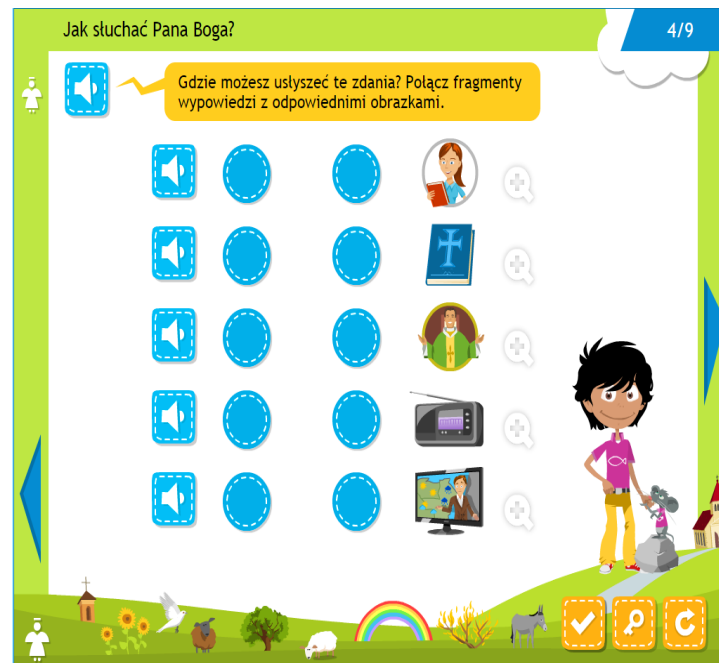 Jak słuchać Pana Boga?
4/9
Gdzie możesz usłyszeć te zdania? Połącz fragmenty
wypowiedzi z odpowiednimi obrazkami.